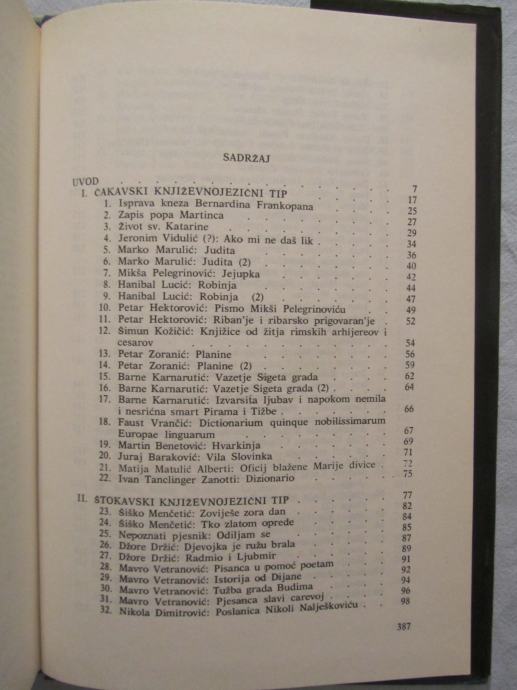 SADRŽAJ
UVOD . . . . . . . . . . 7
I. ČAKAVSKI KNJIŽEVNOJEZIČNI TIP . . . . 17
1. Isprava kneza Bernardina Frankopana . . . 25
2. Zapis popa Martinca . . . . . . 27
3. Život sv. Katarine . . . . . . 29
4. Jeronim Vidulić (?): Ako mi ne daš lik . . . 34
5. Marko Marulić: Judita . . . . . 36
6. Marko Marulić: Judita (2) . . . . . 40
7. Mikša Pelegrinović: Jejupka . . . . 42
8. Hanibal Lucić: Robinja . . . . . 44
9. Hanibal Lucić: Robinja (2) . . . . 47
10. Petar Hektorović: Pismo Mikši Pelegrinoviću . . 49
11. Petar Hektorović: Riban'je i ribarsko prigovaran'je . 52
12. Šimun Kožičić: Knjižice od žitja rimskih arhijereov i
cesarov . . . . . . . 54
13. Petar Zoranić: Planine . . . . . 56
14. Petar Zoranić: Planine (2) . . . . 59
15. Barne Karnarutić: Vazetje Sigeta grada . . . 62
16. Barne Karnarutić: Vazetje Sigeta grada (2) . . 64
17. Barne Karnarutić: Izvarsita ljubav i napokom nemila
i nesrićna smart Pirama i Tižbe . . . . 66
18. Faust Vrančić: Dictionarium quinque nobilissimarum
Europae linguarum . . . . . 67
19. Martin Benetović: Hvarkinja . . . . 69
20. Juraj Baraković: Vila Slovinka . . . . 71
21. Matija Matulić Alberti: Oficij blažene Marije divice . 72
22. Ivan Tanclinger Zanotti: Dizionario . . . 75
II. ŠTOKAVSKI KNJIŽEVNOJEZIČNI TIP . . . 77
23. Šiško Menčetić: Zoviješe zora dan . . . 82
24. Šiško Menčetić: Tko zlatom oprede . . . 84
25. Nepoznati pjesnik: Odiljam se . . . . 85
26. Džore Držić: Djevojka je ružu brala . . . 87
27. Džore Držić: Radmio i Ljubmir . . . . 89
28. Mavro Vetranović: Pisanca u pomoć poetam . . 91
29. Mavro Vetranović: Istorija od Dijane . . . 92
30. Mavro Vetranović: Tužba grada Budima . . . 94
31. Mavro Vetranović: Pjesanca slavi carevoj . . . 96
32. Nikola Dimitrović: Poslanica Nikoli Nalješkoviću . . 98
387